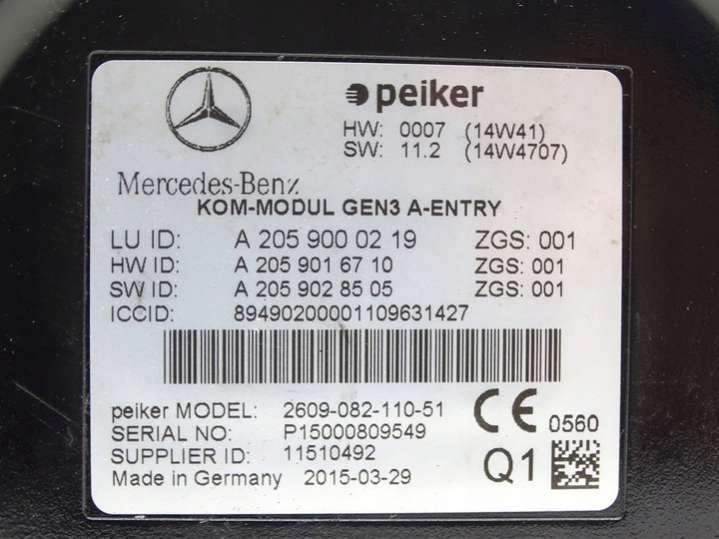 peiker
HW: 0007 (14W41)
SW: 11.2 (14W4707)
Mercedes-Benz
KOM-MODUL GEN3 A-ENTRY
LU ID: A 205 900 02 19 ZGS: 001
HW ID: A 205 901 67 10 ZGS: 001
SW ID: A 205 902 85 05 ZGS: 001
ICCID: 89490200001109631427
peiker MODEL: 2609-082-110-51
SERIAL NO: P15000809549
SUPPLIER ID: 11510492
Made in Germany 2015-03-29
CE 0560
Q1